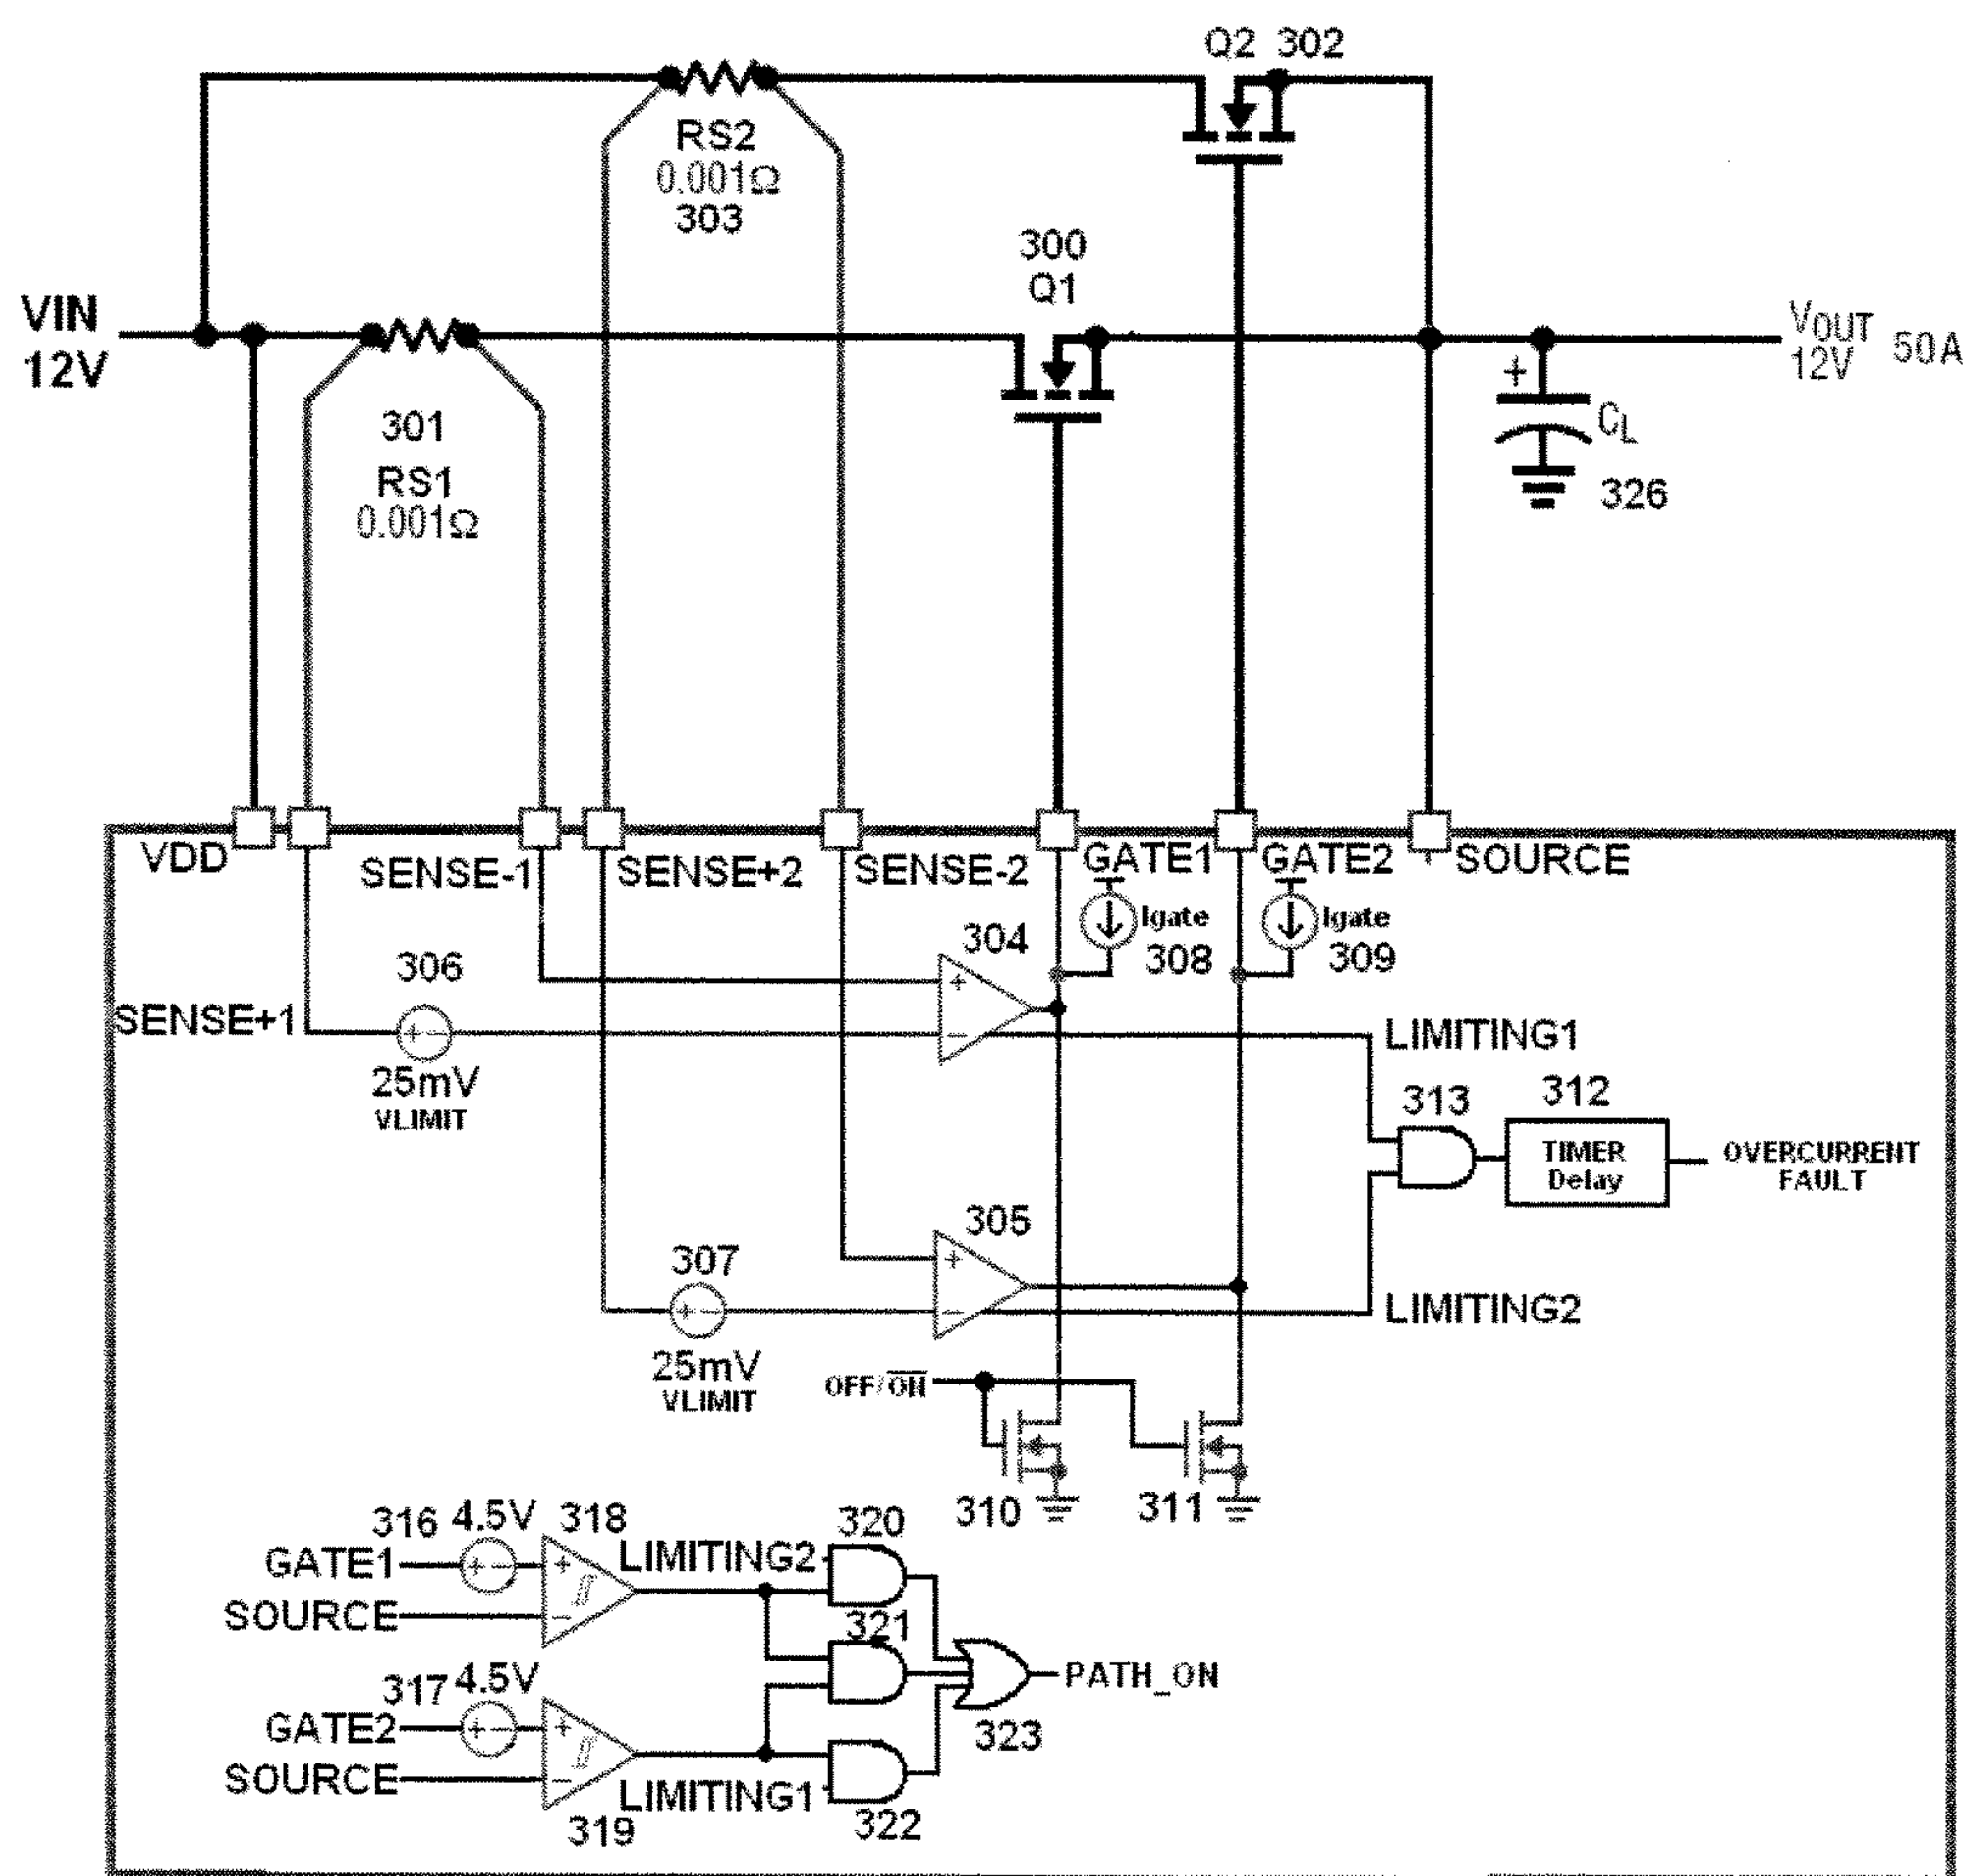 Q2 302
RS2
0.001Ω
303
300
Q1
VIN
12V
VOUT
12V
50A
+
CL
326
301
RS1
0.001Ω
VDD
SENSE-1
SENSE+2
SENSE-2
GATE1
GATE2
SOURCE
Igate
308
Igate
309
304
306
+ -
+
-
SENSE+1
25mV
VLIMIT
LIMITING1
313
312
TIMER
Delay
OVERCURRENT
FAULT
305
307
+ -
+
-
LIMITING2
25mV
VLIMIT
OFF/ON
310
311
316 4.5V 318
GATE1
+ -
+
-
SOURCE
LIMITING2
320
321
317 4.5V
GATE2
+ -
+
-
SOURCE
319
LIMITING1
322
323
PATH_ON